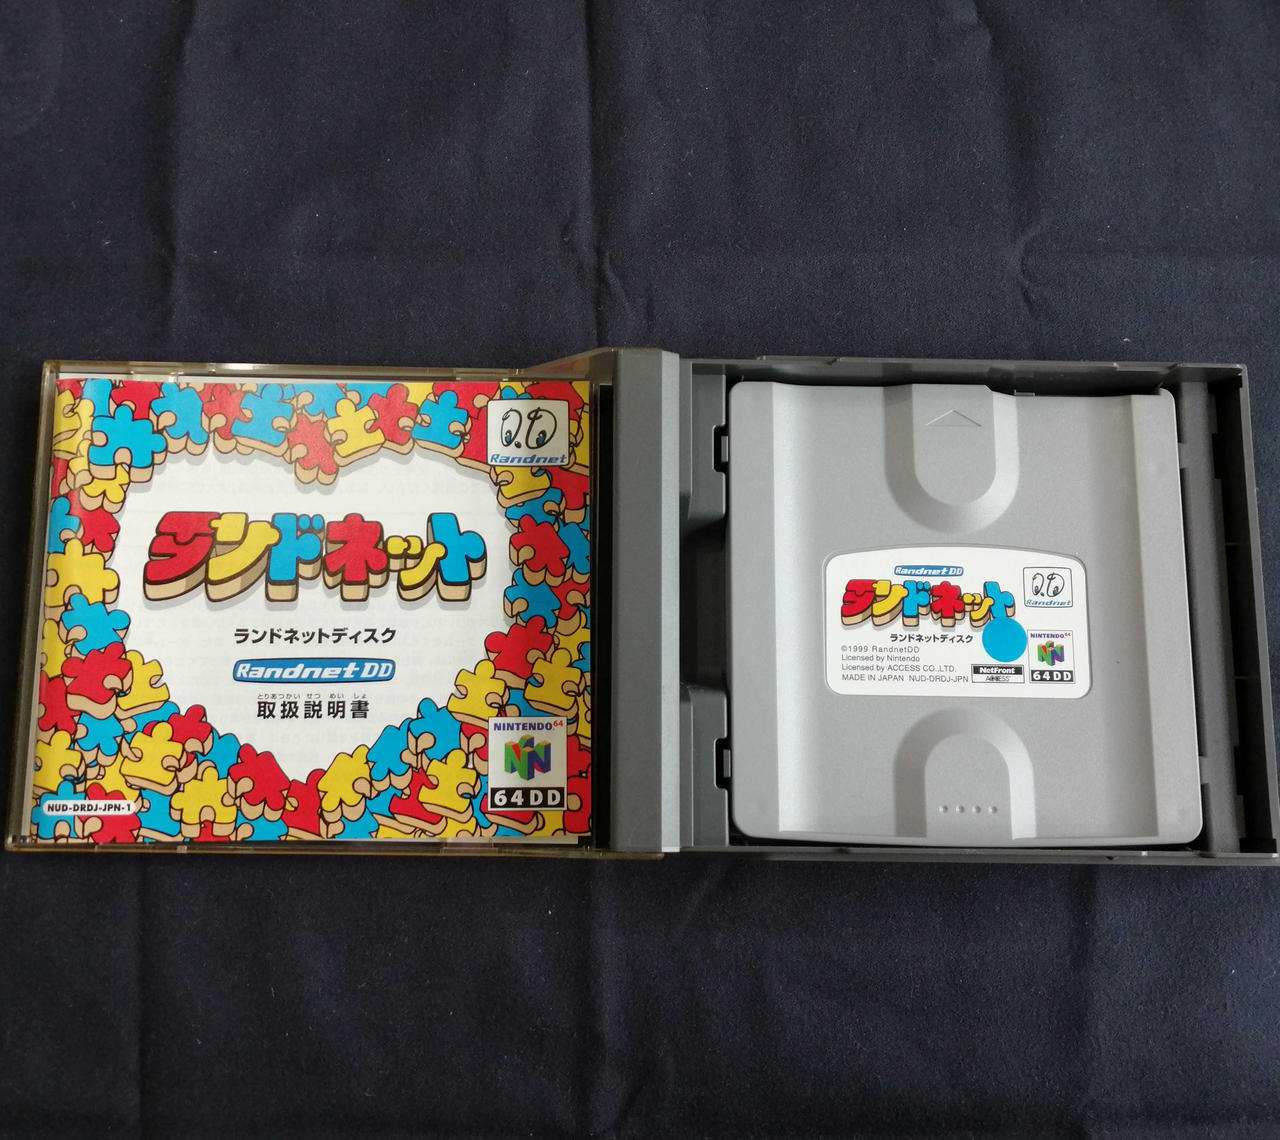 Randnet
ランドネット
ランドネットディスク
Randnet DD
とりあつかい せつ めい しょ
取扱説明書
NINTENDO 64
64DD
NUD-DRDJ-JPN-1
Randnet DD
ランドネット
Randnet
ランドネットディスク
©1999 RandnetDD
Licensed by Nintendo
Licensed by ACCESS CO.,LTD.
MADE IN JAPAN NUD-DRDJ-JPN
NetFront
ACCESS
NINTENDO 64
64DD